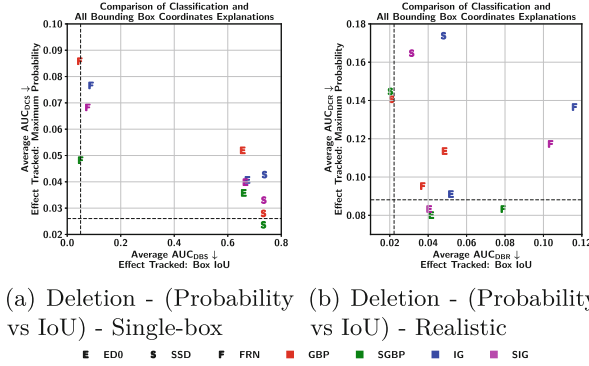 Comparison of Classification and
All Bounding Box Coordinates Explanations
Average AUC_DCS ↓
Effect Tracked: Maximum Probability
0.10
0.09
0.08
0.07
0.06
0.05
0.04
0.03
0.02
F
F
F
F
E
E
E
E
S
S
S
S
0.0 0.2 0.4 0.6 0.8
Average AUC_DBS ↓
Effect Tracked: Box IoU
(a) Deletion - (Probability
vs IoU) - Single-box
Comparison of Classification and
All Bounding Box Coordinates Explanations
Average AUC_DCR ↓
Effect Tracked: Maximum Probability
0.18
0.16
0.14
0.12
0.10
0.08
S
S
S
S
F
F
F
F
E
E
E
E
0.02 0.04 0.06 0.08 0.10 0.12
Average AUC_DBR ↓
Effect Tracked: Box IoU
(b) Deletion - (Probability
vs IoU) - Realistic
E ED0 S SSD F FRN GBP SGBP IG SIG